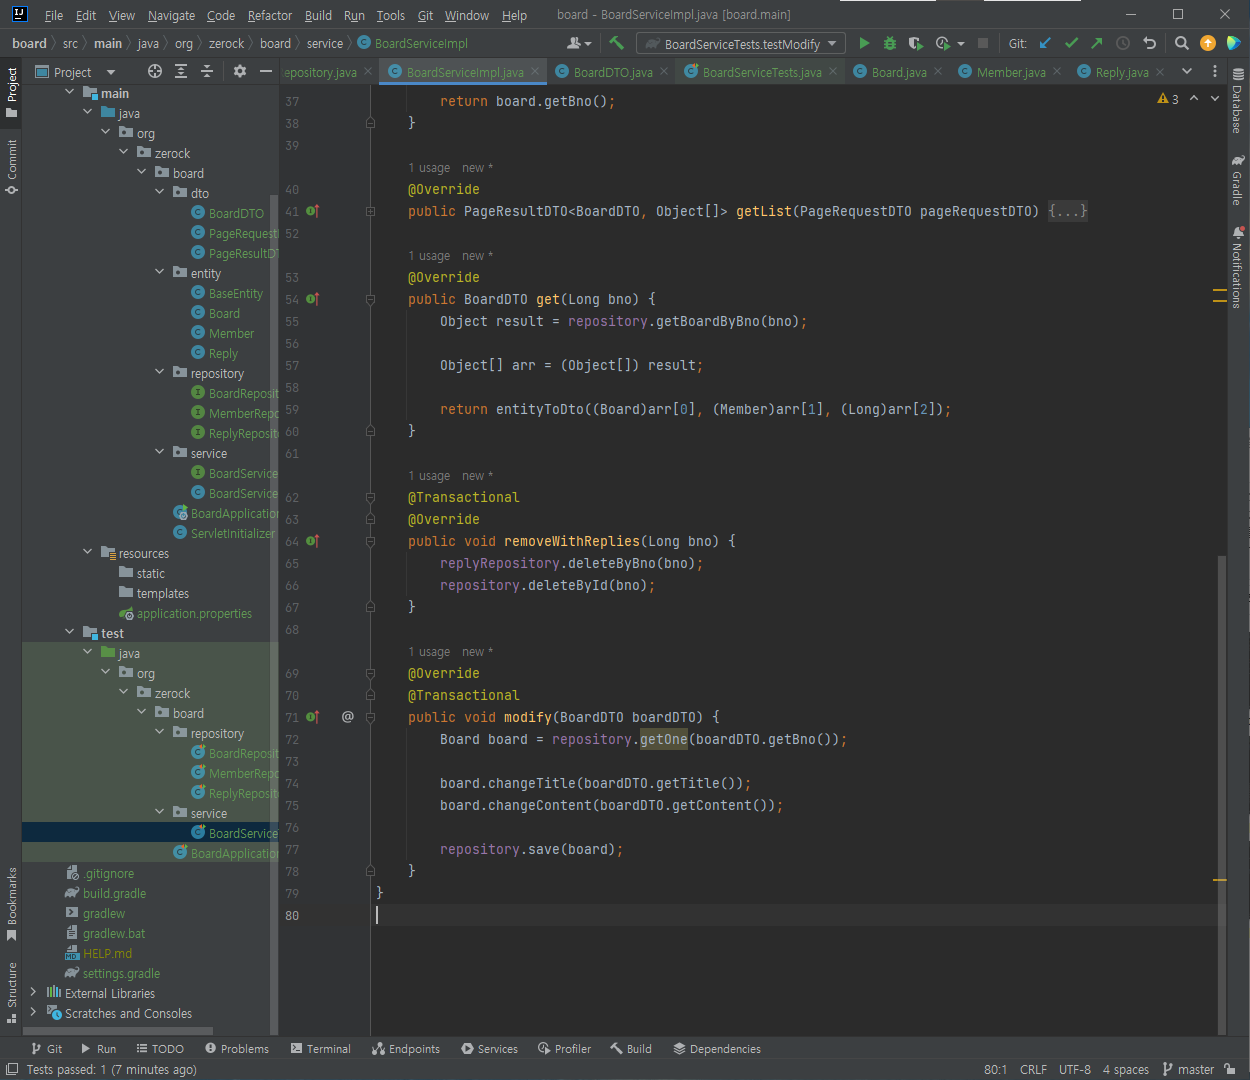 File Edit View Navigate Code Refactor Build Run Tools Git Window Help board - BoardServiceImpl.java [board.main]
board src main java org zerock board service BoardServiceImpl BoardServiceTests.testModify Git:
Project epository.java BoardServiceImpl.java BoardDTO.java BoardServiceTests.java Board.java Member.java Reply.java
Project
Commit
Bookmarks
Structure
main
java
org
zerock
board
dto
BoardDTO
PageRequest
PageResultDT
entity
BaseEntity
Board
Member
Reply
repository
BoardReposit
MemberRepo
ReplyReposit
service
BoardService
BoardService
BoardApplication
ServletInitializer
resources
static
templates
application.properties
test
java
org
zerock
board
repository
BoardReposit
MemberRepo
ReplyReposit
service
BoardService
BoardApplication
.gitignore
build.gradle
gradlew
gradlew.bat
HELP.md
settings.gradle
External Libraries
Scratches and Consoles
37 return board.getBno();
38 }
39
1 usage new *
40 @Override
41 public PageResultDTO<BoardDTO, Object[]> getList(PageRequestDTO pageRequestDTO) {...}
52
1 usage new *
53 @Override
54 public BoardDTO get(Long bno) {
55 Object result = repository.getBoardByBno(bno);
56
57 Object[] arr = (Object[]) result;
58
59 return entityToDto((Board)arr[0], (Member)arr[1], (Long)arr[2]);
60 }
61
1 usage new *
62 @Transactional
63 @Override
64 public void removeWithReplies(Long bno) {
65 replyRepository.deleteByBno(bno);
66 repository.deleteById(bno);
67 }
68
1 usage new *
69 @Override
70 @Transactional
71 @ public void modify(BoardDTO boardDTO) {
72 Board board = repository.getOne(boardDTO.getBno());
73
74 board.changeTitle(boardDTO.getTitle());
75 board.changeContent(boardDTO.getContent());
76
77 repository.save(board);
78 }
79 }
80
3
Database
Gradle
Notifications
Git Run TODO Problems Terminal Endpoints Services Profiler Build Dependencies
Tests passed: 1 (7 minutes ago) 80:1 CRLF UTF-8 4 spaces master